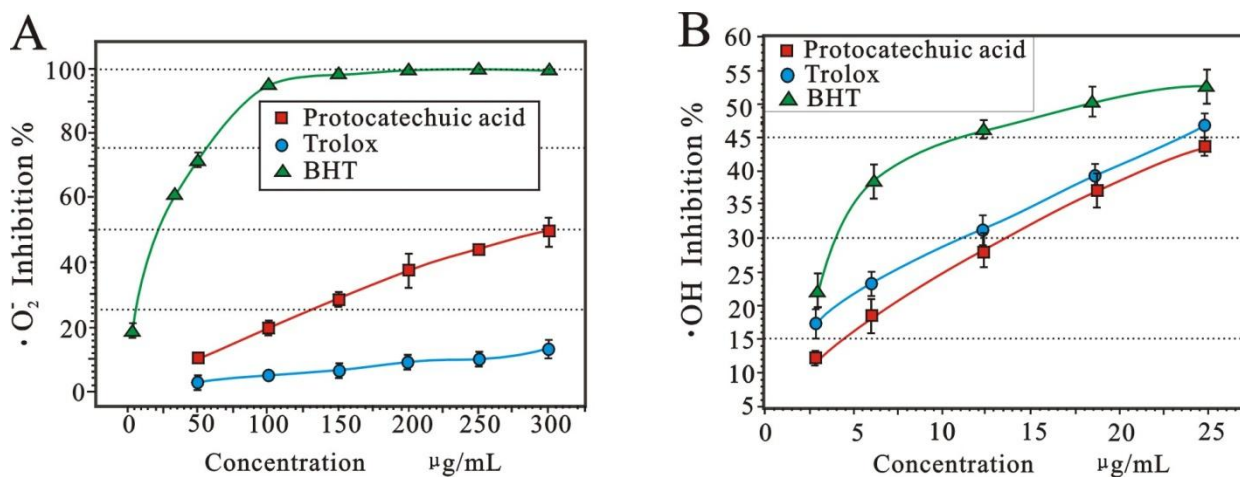 A
· O₂⁻ Inhibition %
100
80
60
40
20
0
Protocatechuic acid
Trolox
BHT
0 50 100 150 200 250 300
Concentration μg/mL
B
· OH Inhibition %
60
55
50
45
40
35
30
25
20
15
10
5
Protocatechuic acid
Trolox
BHT
0 5 10 15 20 25
Concentration μg/mL